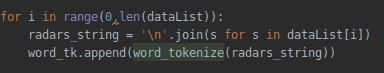 for i in range(0,len(dataList)):
    radars_string = '\n'.join(s for s in dataList[i])
    word_tk.append(word_tokenize(radars_string))